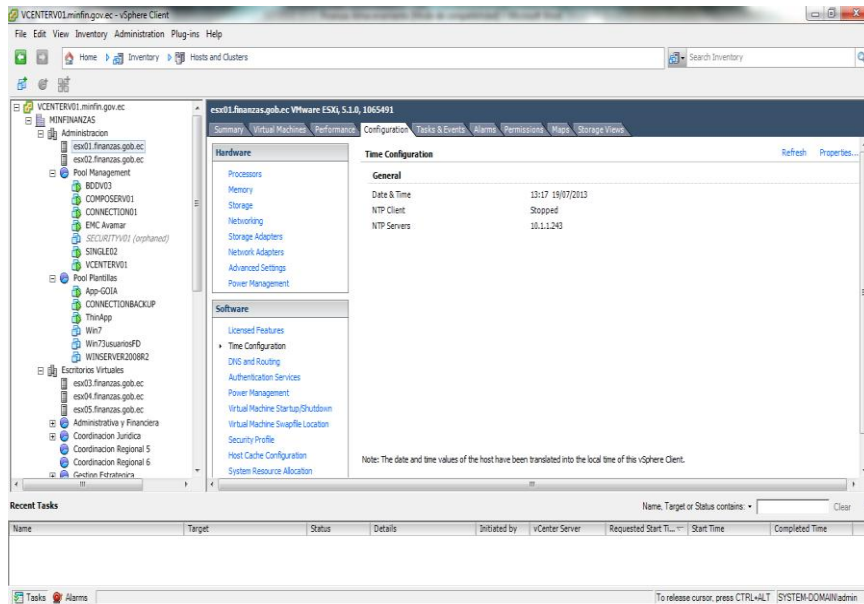 VCENTERV01.minfin.gov.ec - vSphere Client
File Edit View Inventory Administration Plug-ins Help
Home Inventory Hosts and Clusters
Search Inventory
VCENTERV01.minfin.gov.ec
MINFINANZAS
Administracion
esx01.finanzas.gob.ec
esx02.finanzas.gob.ec
Pool Management
BDDV03
COMPOSERV01
CONNECTION01
EMC Avamar
SECURITYV01 (orphaned)
SINGLE02
VCENTERV01
Pool Plantillas
App-GOIA
CONNECTIONBACKUP
ThinApp
Win7
Win73usuariosFD
WINSERVER2008R2
Escritorios Virtuales
esx03.finanzas.gob.ec
esx04.finanzas.gob.ec
esx05.finanzas.gob.ec
Administrativa y Financiera
Coordinacion Juridica
Coordinacion Regional 5
Coordinacion Regional 6
Gestion Estrategica
esx01.finanzas.gob.ec VMware ESXi, 5.1.0, 1065491
Summary Virtual Machines Performance Configuration Tasks & Events Alarms Permissions Maps Storage Views
Hardware
Processors
Memory
Storage
Networking
Storage Adapters
Network Adapters
Advanced Settings
Power Management
Software
Licensed Features
Time Configuration
DNS and Routing
Authentication Services
Power Management
Virtual Machine Startup/Shutdown
Virtual Machine Swapfile Location
Security Profile
Host Cache Configuration
System Resource Allocation
Time Configuration
Refresh Properties...
General
Date & Time 13:17 19/07/2013
NTP Client Stopped
NTP Servers 10.1.1.243
Note: The date and time values of the host have been translated into the local time of this vSphere Client.
Recent Tasks
Name, Target or Status contains:
Clear
Name Target Status Details Initiated by vCenter Server Requested Start Ti... Start Time Completed Time
Tasks Alarms
To release cursor, press CTRL+ALT
SYSTEM-DOMAIN\admin